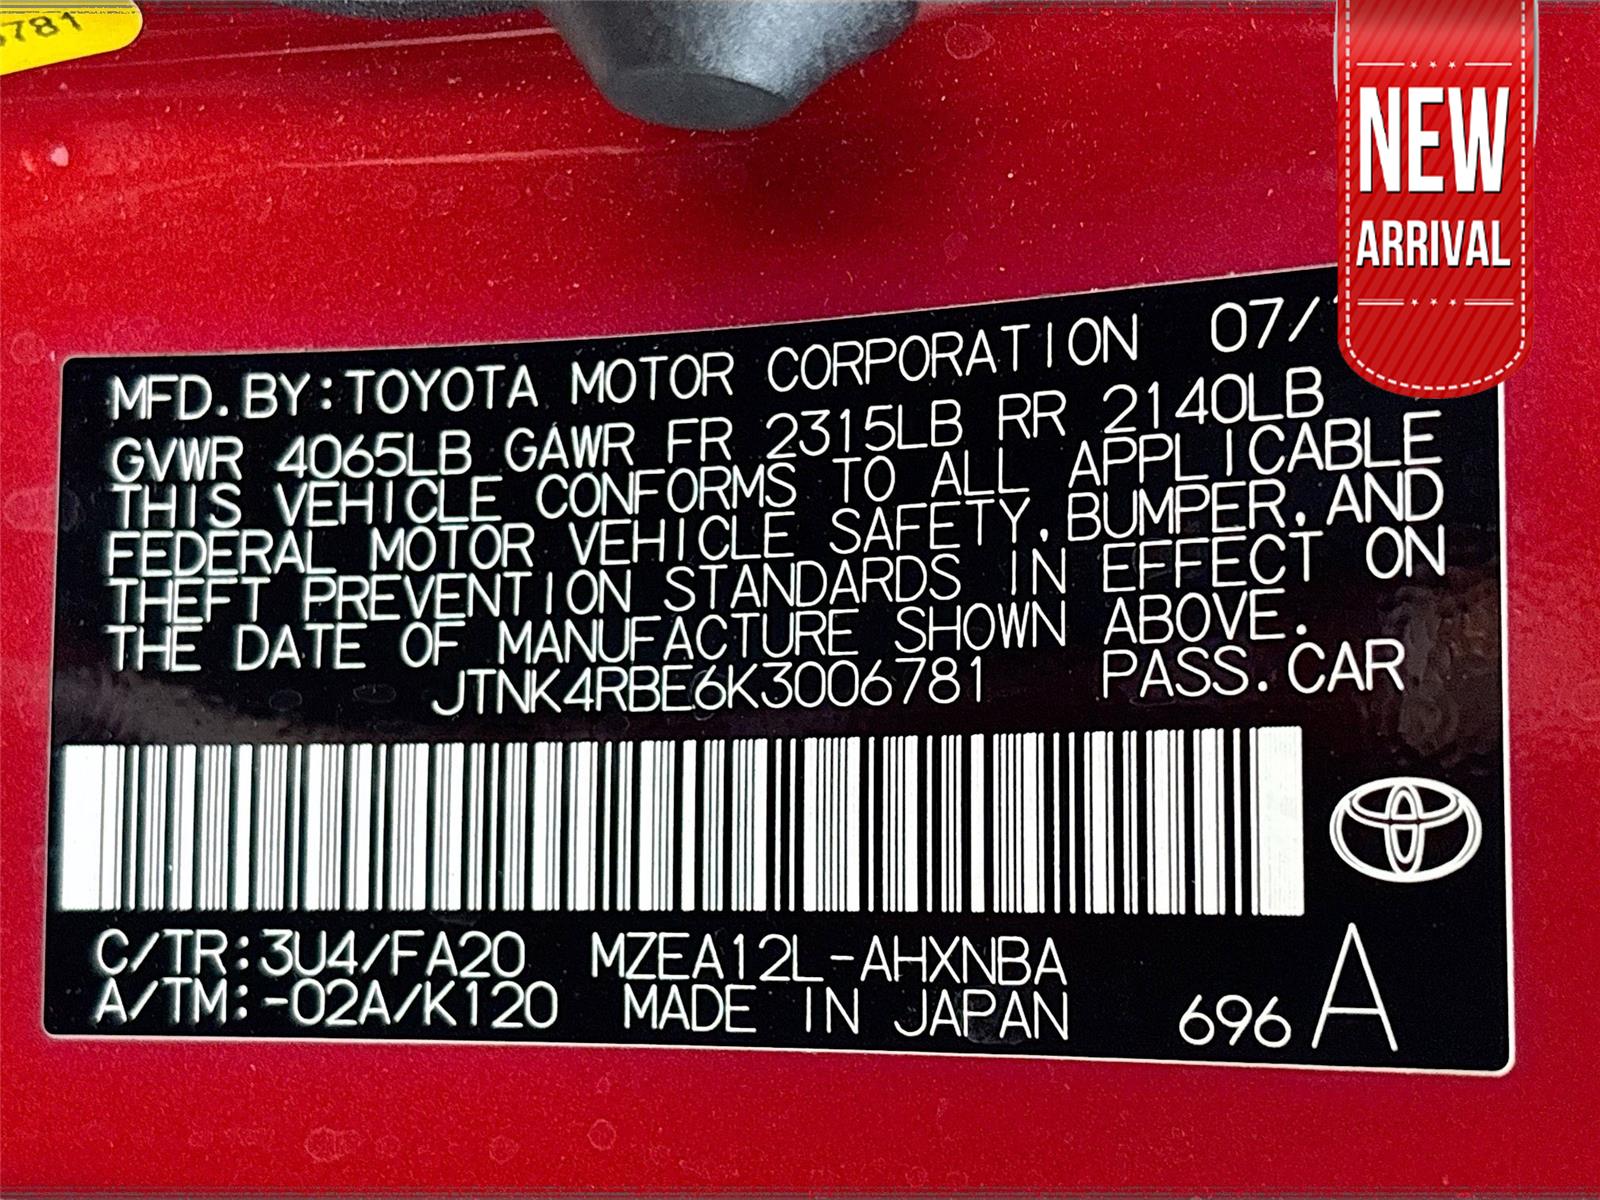 6781
NEW
ARRIVAL
MFD. BY: TOYOTA MOTOR CORPORATION 07/
GVWR 4065LB GAWR FR 2315LB RR 2140LB
THIS VEHICLE CONFORMS TO ALL APPLICABLE
FEDERAL MOTOR VEHICLE SAFETY, BUMPER, AND
THEFT PREVENTION STANDARDS IN EFFECT ON
THE DATE OF MANUFACTURE SHOWN ABOVE.
JTNK4RBE6K3006781 PASS. CAR
C/TR: 3U4/FA20 MZEA12L-AHXNBA
A/TM: -02A/K120 MADE IN JAPAN 696 A